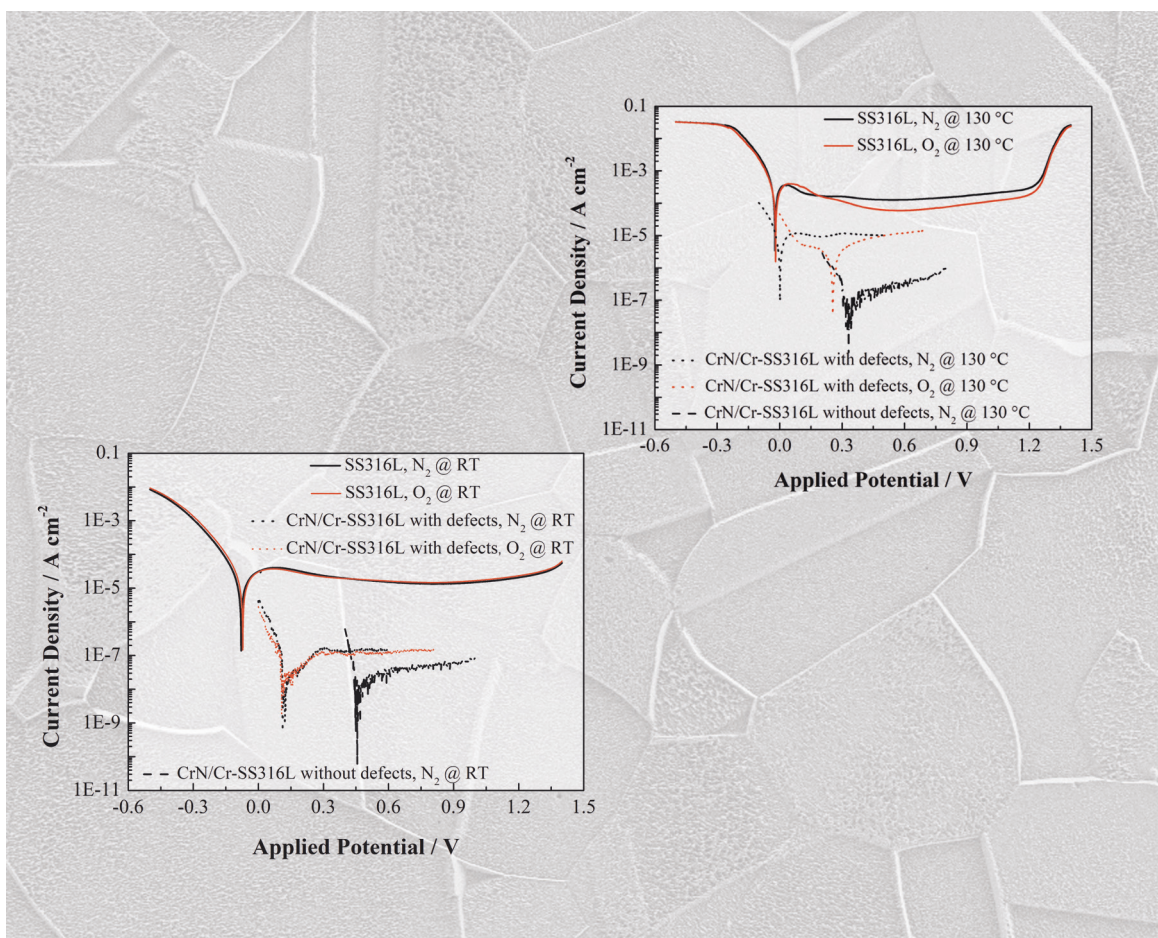 0.1
1E-3
1E-5
1E-7
1E-9
1E-11
-0.6
-0.3
0.0
0.3
0.6
0.9
1.2
1.5
Current Density / A cm⁻²
Applied Potential / V
SS316L, N₂ @ 130 °C
SS316L, O₂ @ 130 °C
CrN/Cr-SS316L with defects, N₂ @ 130 °C
CrN/Cr-SS316L with defects, O₂ @ 130 °C
CrN/Cr-SS316L without defects, N₂ @ 130 °C
0.1
1E-3
1E-5
1E-7
1E-9
1E-11
-0.6
-0.3
0.0
0.3
0.6
0.9
1.2
1.5
Current Density / A cm⁻²
Applied Potential / V
SS316L, N₂ @ RT
SS316L, O₂ @ RT
CrN/Cr-SS316L with defects, N₂ @ RT
CrN/Cr-SS316L with defects, O₂ @ RT
CrN/Cr-SS316L without defects, N₂ @ RT